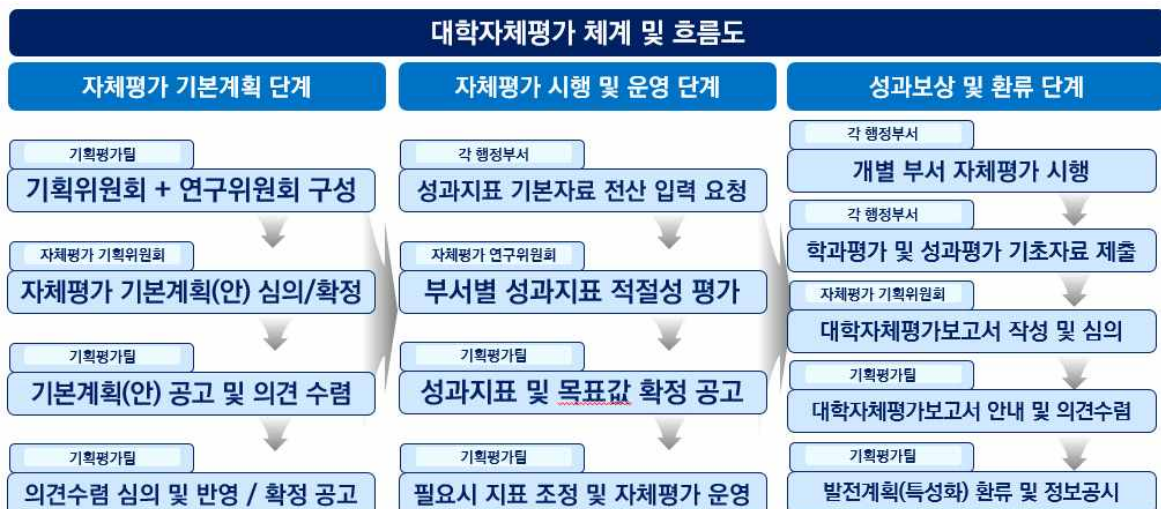 대학자체평가 체계 및 흐름도
자체평가 기본계획 단계
기획평가팀
기획위원회 + 연구위원회 구성
자체평가 기획위원회
자체평가 기본계획(안) 심의/확정
기획평가팀
기본계획(안) 공고 및 의견 수렴
기획평가팀
의견수렴 심의 및 반영 / 확정 공고
자체평가 시행 및 운영 단계
각 행정부서
성과지표 기본자료 전산 입력 요청
자체평가 연구위원회
부서별 성과지표 적절성 평가
기획평가팀
성과지표 및 목표값 확정 공고
기획평가팀
필요시 지표 조정 및 자체평가 운영
성과보상 및 환류 단계
각 행정부서
개별 부서 자체평가 시행
각 행정부서
학과평가 및 성과평가 기초자료 제출
자체평가 기획위원회
대학자체평가보고서 작성 및 심의
기획평가팀
대학자체평가보고서 안내 및 의견수렴
기획평가팀
발전계획(특성화) 환류 및 정보공시